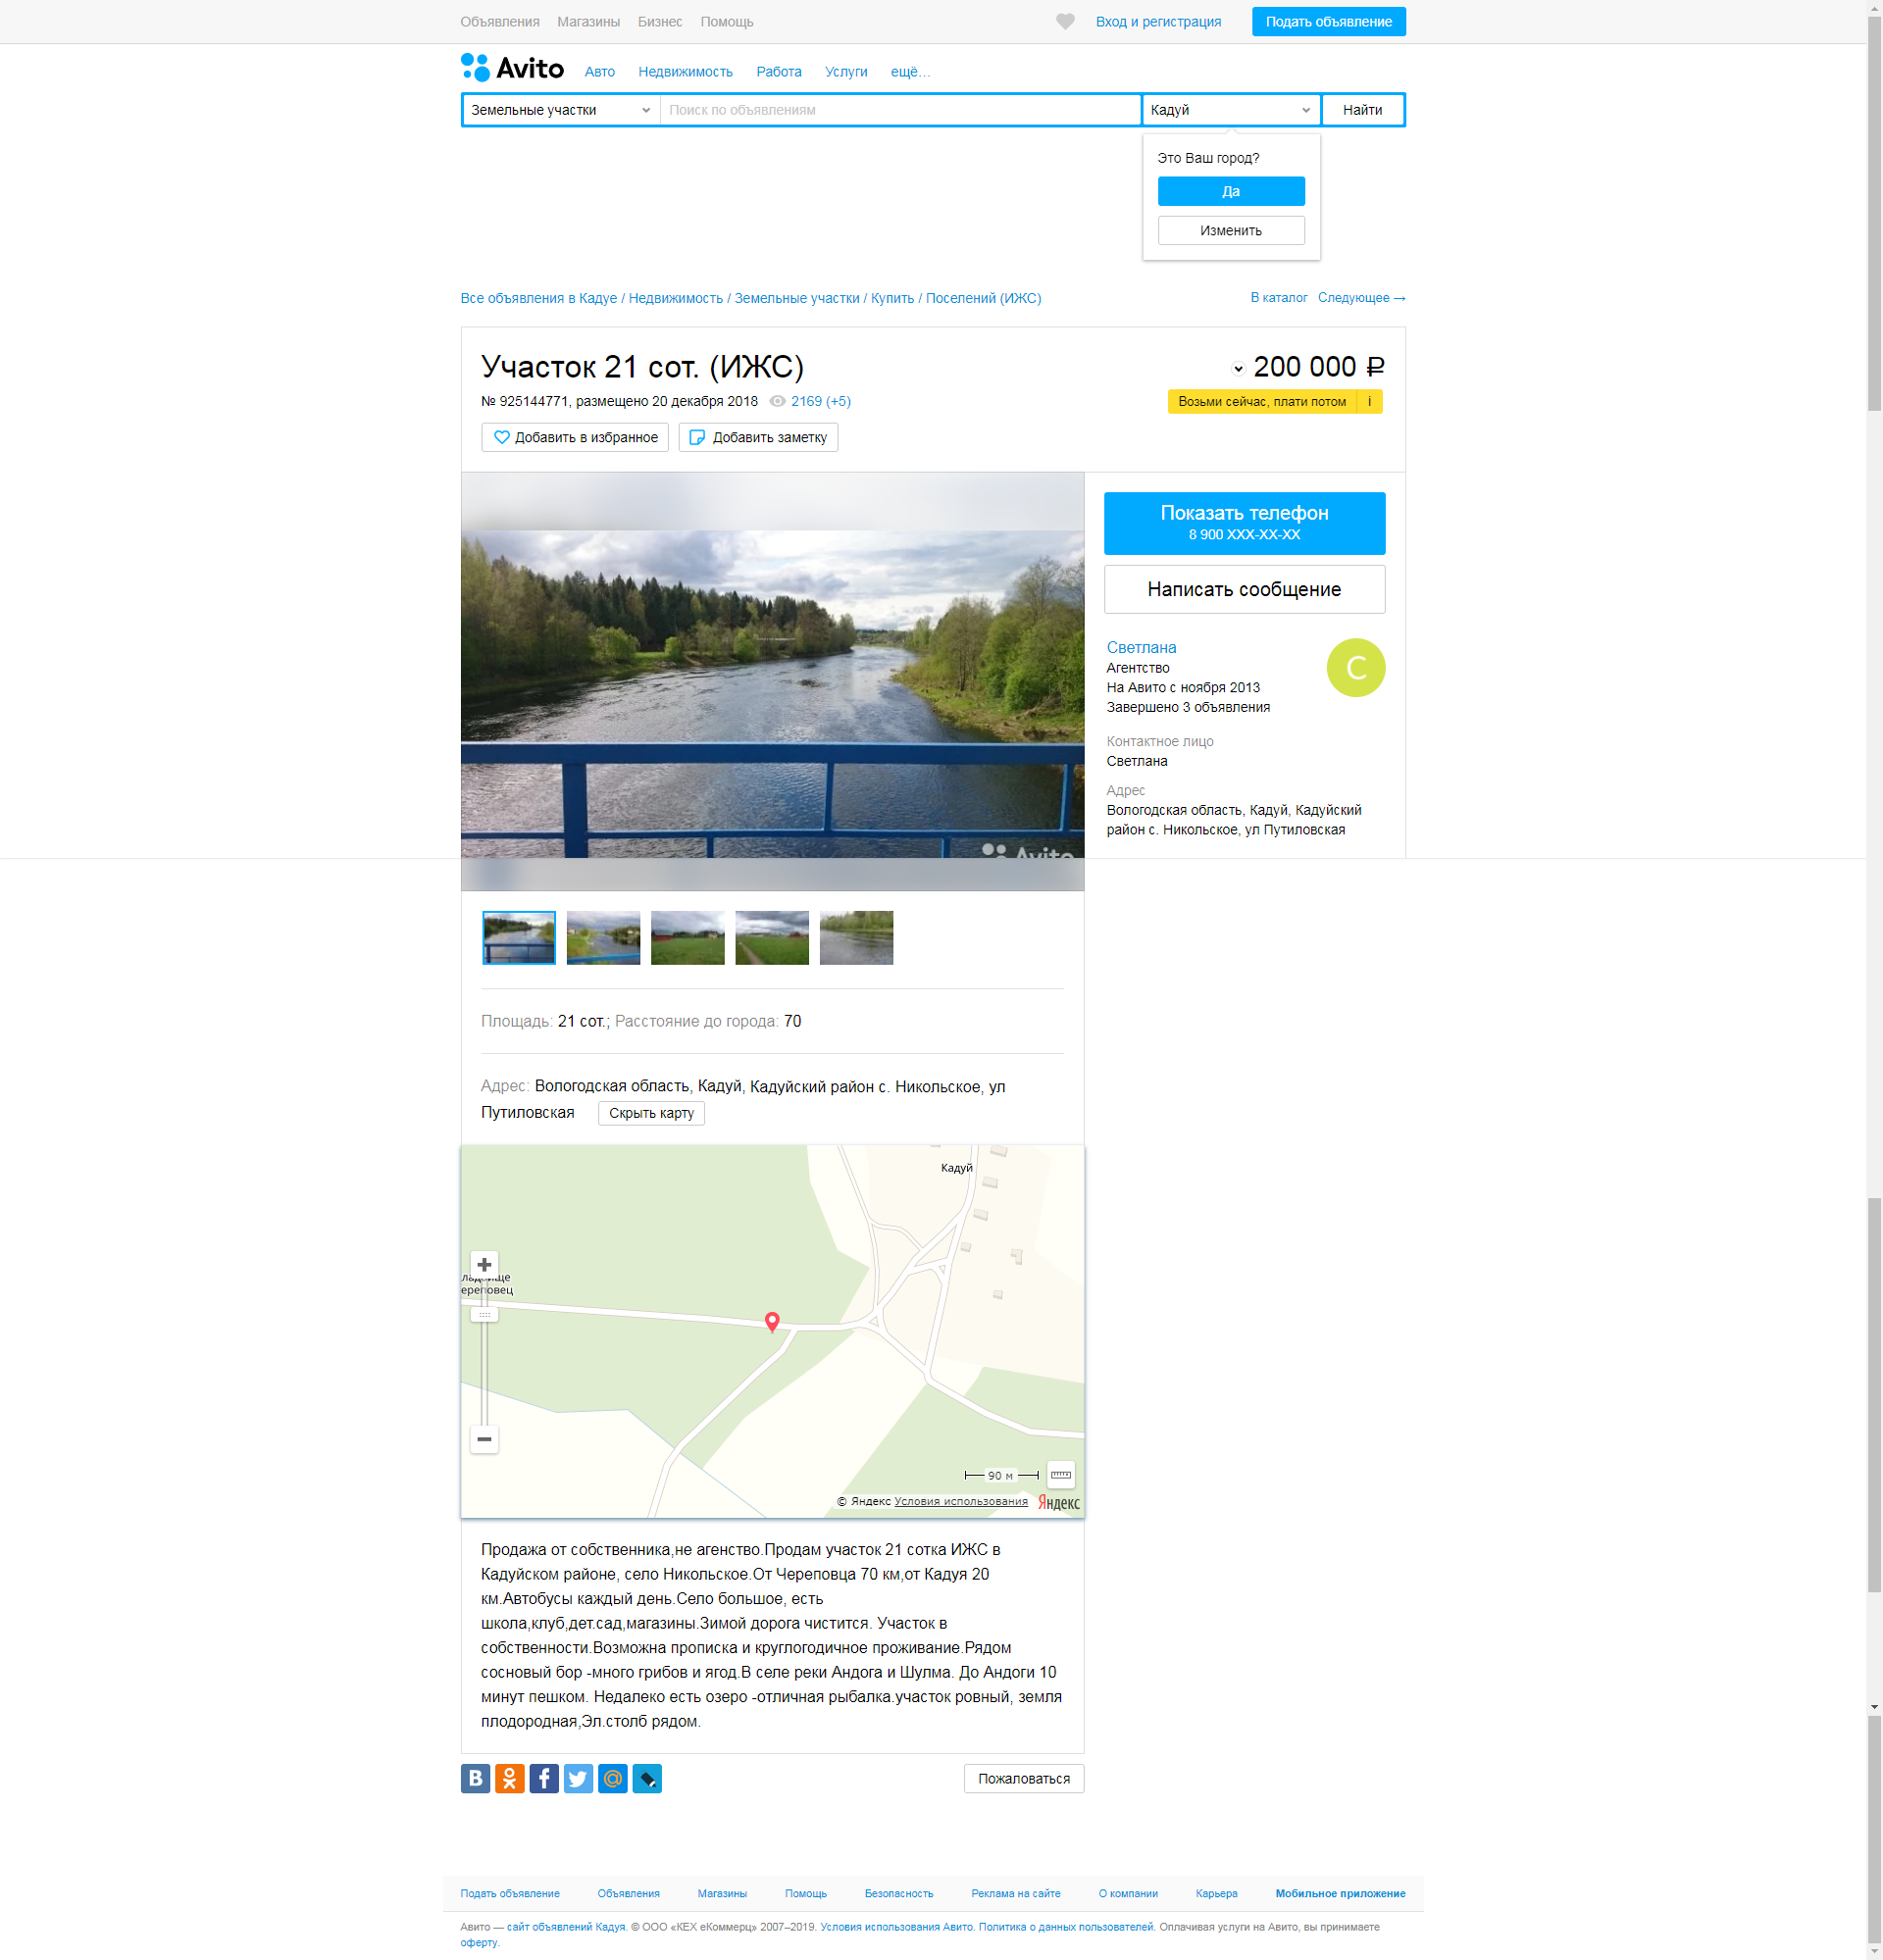 Объявления Магазины Бизнес Помощь
Вход и регистрация
Подать объявление
Avito
Авто Недвижимость Работа Услуги ещё...
Земельные участки
Поиск по объявлениям
Кадуй
Найти
Это Ваш город?
Да
Изменить
Все объявления в Кадуе / Недвижимость / Земельные участки / Купить / Поселений (ИЖС)
В каталог Следующее →
Участок 21 сот. (ИЖС)
200 000 ₽
№ 925144771, размещено 20 декабря 2018 2169 (+5)
Возьми сейчас, плати потом i
Добавить в избранное
Добавить заметку
Показать телефон
8 900 XXX-XX-XX
Написать сообщение
Светлана
Агентство
На Авито с ноября 2013
Завершено 3 объявления
С
Контактное лицо
Светлана
Адрес
Вологодская область, Кадуй, Кадуйский
район с. Никольское, ул Путиловская
Avito
Площадь: 21 сот.; Расстояние до города: 70
Адрес: Вологодская область, Кадуй, Кадуйский район с. Никольское, ул
Путиловская
Скрыть карту
Кадуй
90 м
© Яндекс Условия использования Яндекс
Продажа от собственника,не агенство.Продам участок 21 сотка ИЖС в
Кадуйском районе, село Никольское.От Череповца 70 км,от Кадуя 20
км.Автобусы каждый день.Село большое, есть
школа,клуб,дет.сад,магазины.Зимой дорога чистится. Участок в
собственности.Возможна прописка и круглогодичное проживание.Рядом
сосновый бор -много грибов и ягод.В селе реки Андога и Шулма. До Андоги 10
минут пешком. Недалеко есть озеро -отличная рыбалка.участок ровный, земля
плодородная,Эл.столб рядом.
Пожаловаться
Подать объявление Объявления Магазины Помощь Безопасность Реклама на сайте О компании Карьера Мобильное приложение
Авито — сайт объявлений Кадуя. © ООО «КЕХ еКоммерц» 2007–2019. Условия использования Авито. Политика о данных пользователей. Оплачивая услуги на Авито, вы принимаете
оферту.